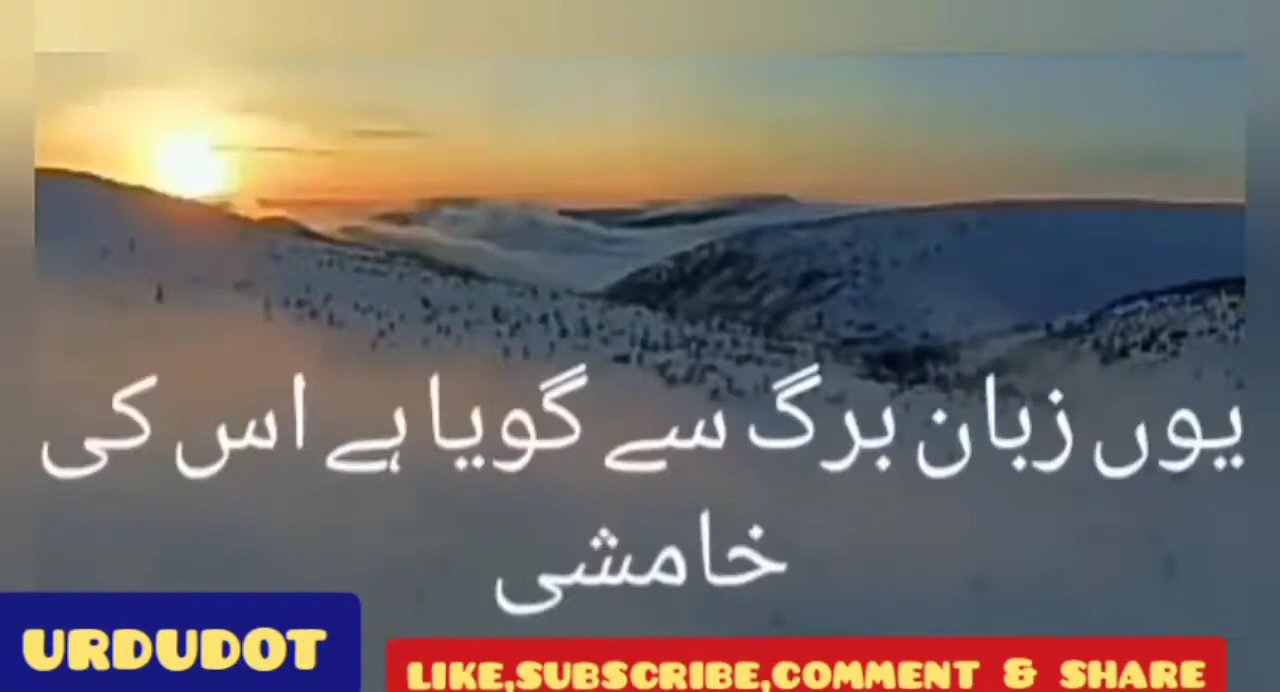 یوں زبان برگ سے گویا ہے اس کی
خامشی
URDUDOT
LIKE,SUBSCRIBE,COMMENT & SHARE